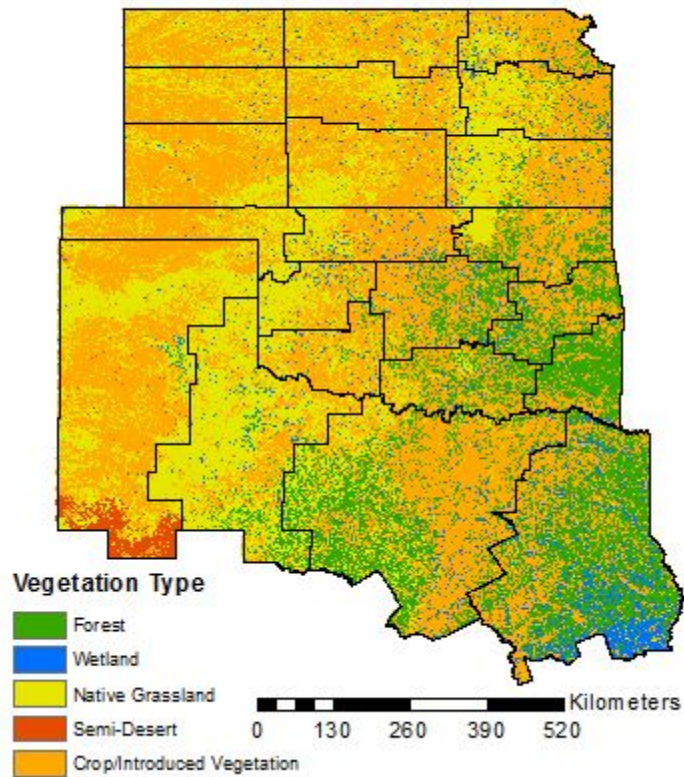 Vegetation Type
Forest
Wetland
Native Grassland
Semi-Desert
Crop/Introduced Vegetation
Kilometers
0 130 260 390 520